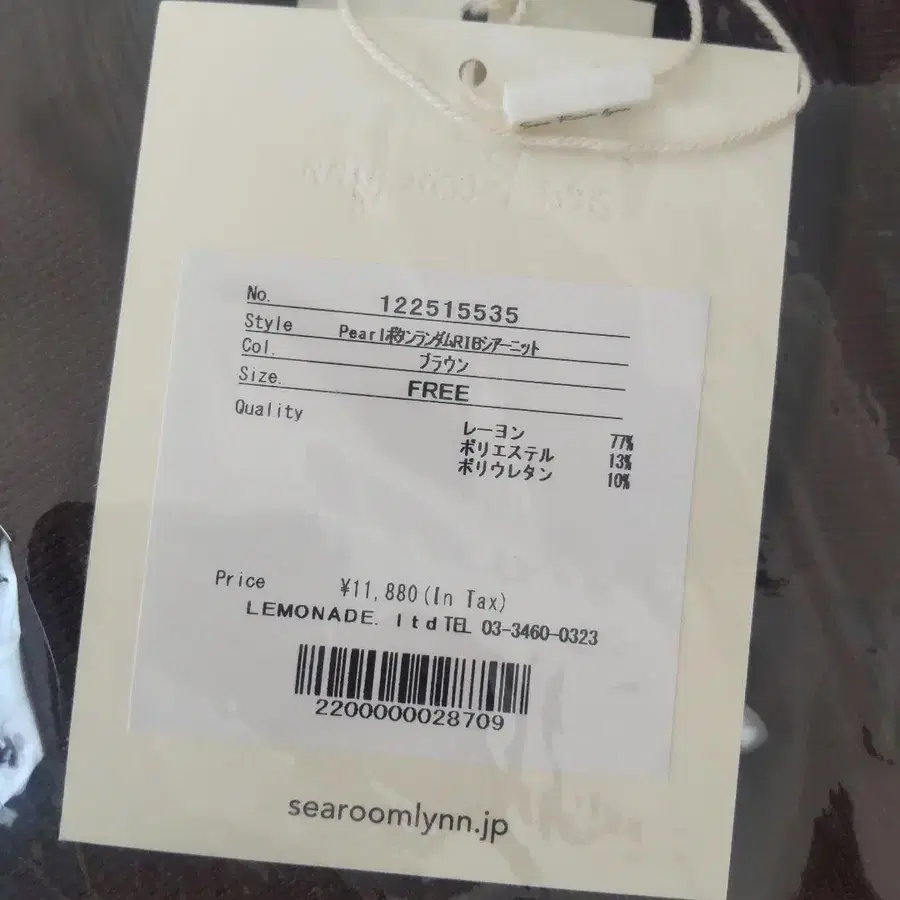 No. 122515535
Style PearlボタンランダムRIBシアーニット
Col. ブラウン
Size. FREE
Quality
レーヨン 77%
ポリエステル 13%
ポリウレタン 10%
Price ¥11,880(In Tax)
LEMONADE. ltd TEL 03-3460-0323
2200000028709
searoomlynn.jp